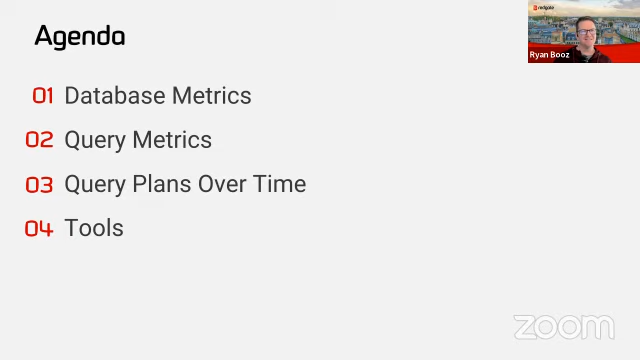 Agenda
redgate
Ryan Booz
01 Database Metrics
02 Query Metrics
03 Query Plans Over Time
04 Tools
zoom